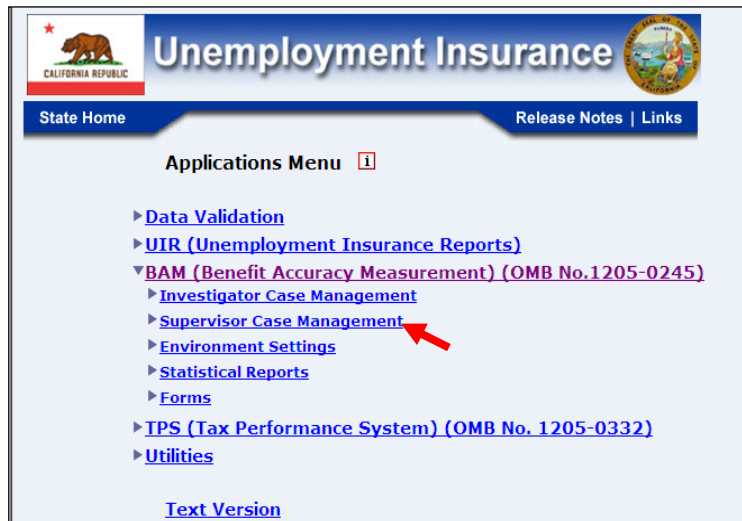 CALIFORNIA REPUBLIC
Unemployment Insurance
State Home
Release Notes | Links
Applications Menu i
Data Validation
UIR (Unemployment Insurance Reports)
BAM (Benefit Accuracy Measurement) (OMB No.1205-0245)
Investigator Case Management
Supervisor Case Management
Environment Settings
Statistical Reports
Forms
TPS (Tax Performance System) (OMB No. 1205-0332)
Utilities
Text Version